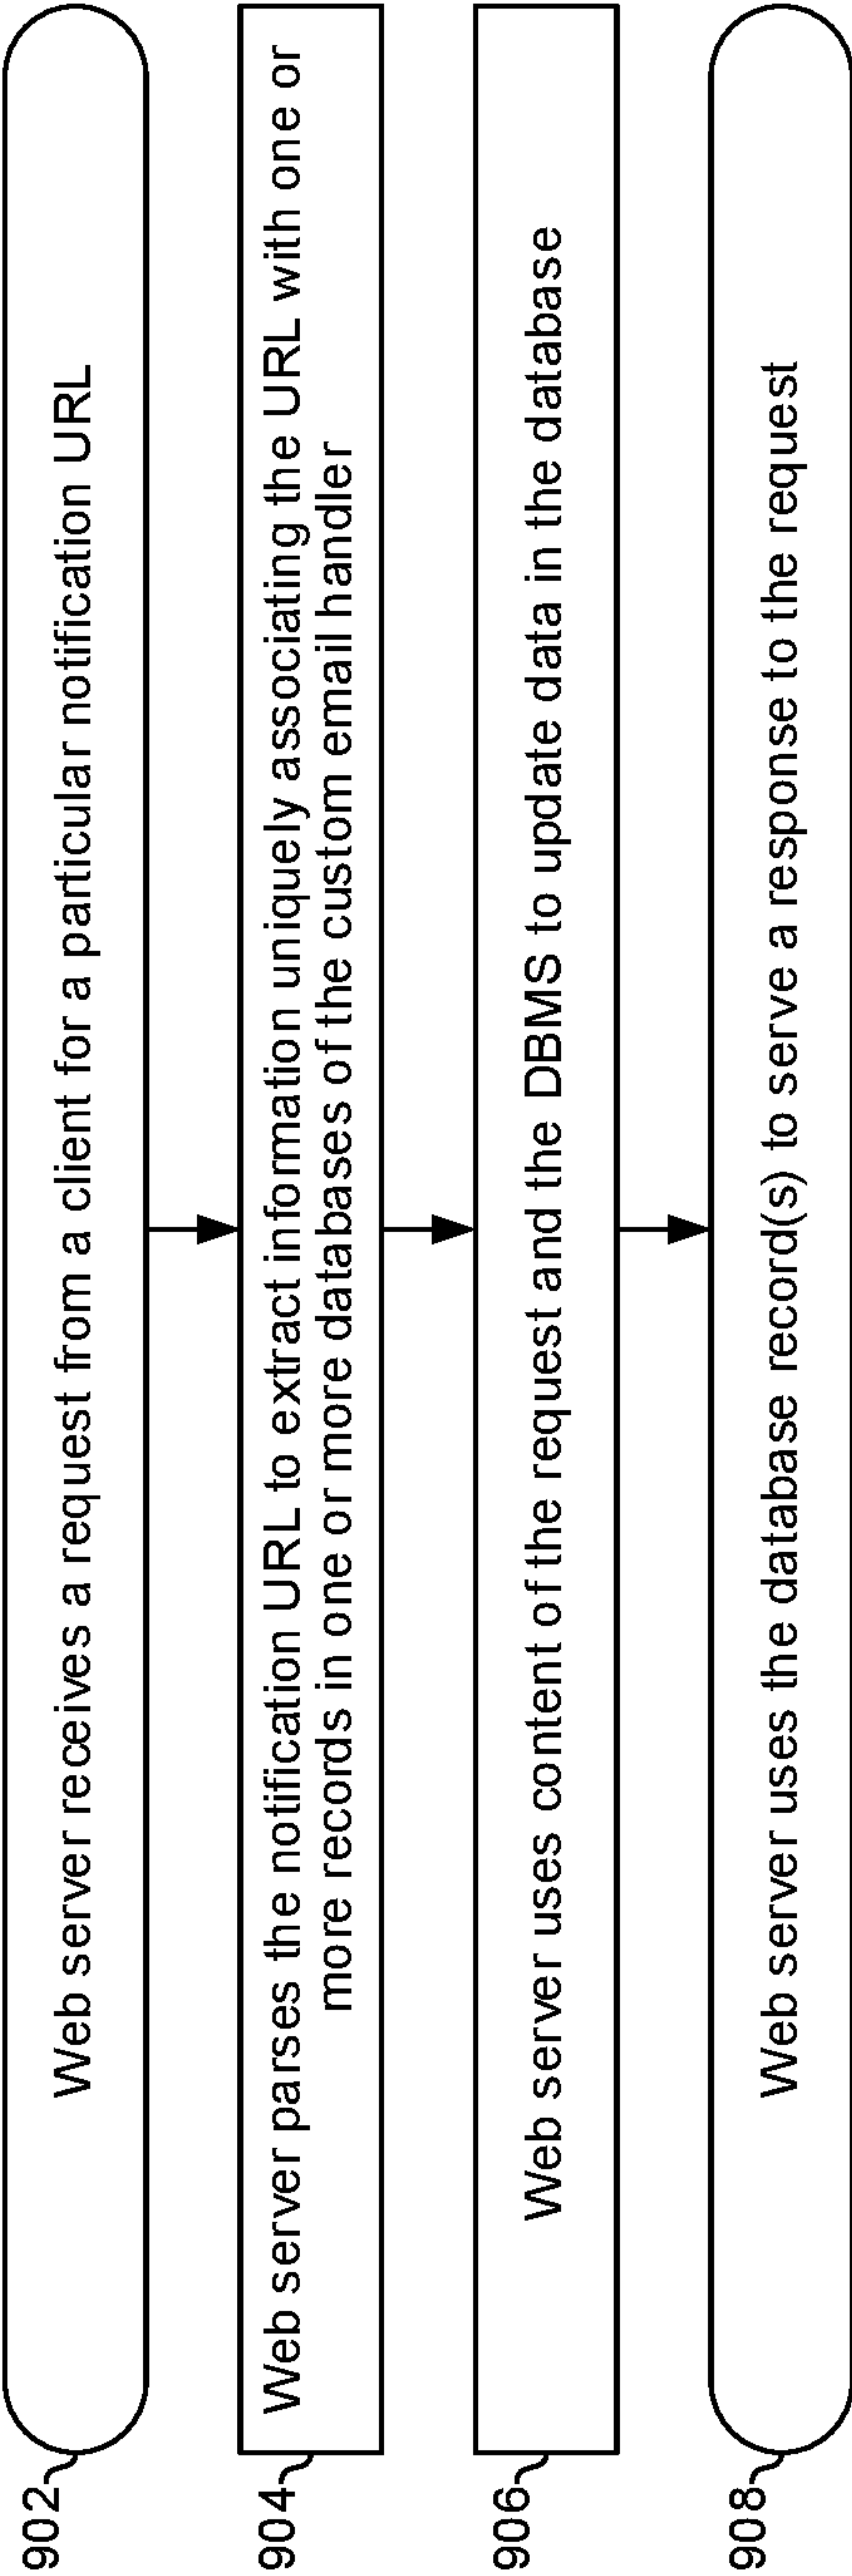 902
Web server receives a request from a client for a particular notification URL
904
Web server parses the notification URL to extract information uniquely associating the URL with one or
more records in one or more databases of the custom email handler
906
Web server uses content of the request and the DBMS to update data in the database
908
Web server uses the database record(s) to serve a response to the request